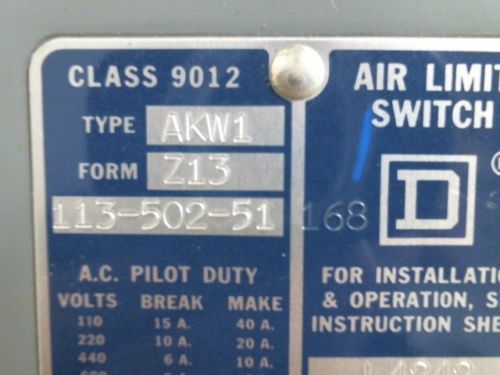 CLASS 9012
TYPE AKW1
FORM Z13
113-502-51 168
A.C. PILOT DUTY
VOLTS BREAK MAKE
110 15 A. 40 A.
220 10 A. 20 A.
440 6 A. 10 A.
AIR LIMIT
SWITCH
D
FOR INSTALLATION
& OPERATION, S
INSTRUCTION SHE